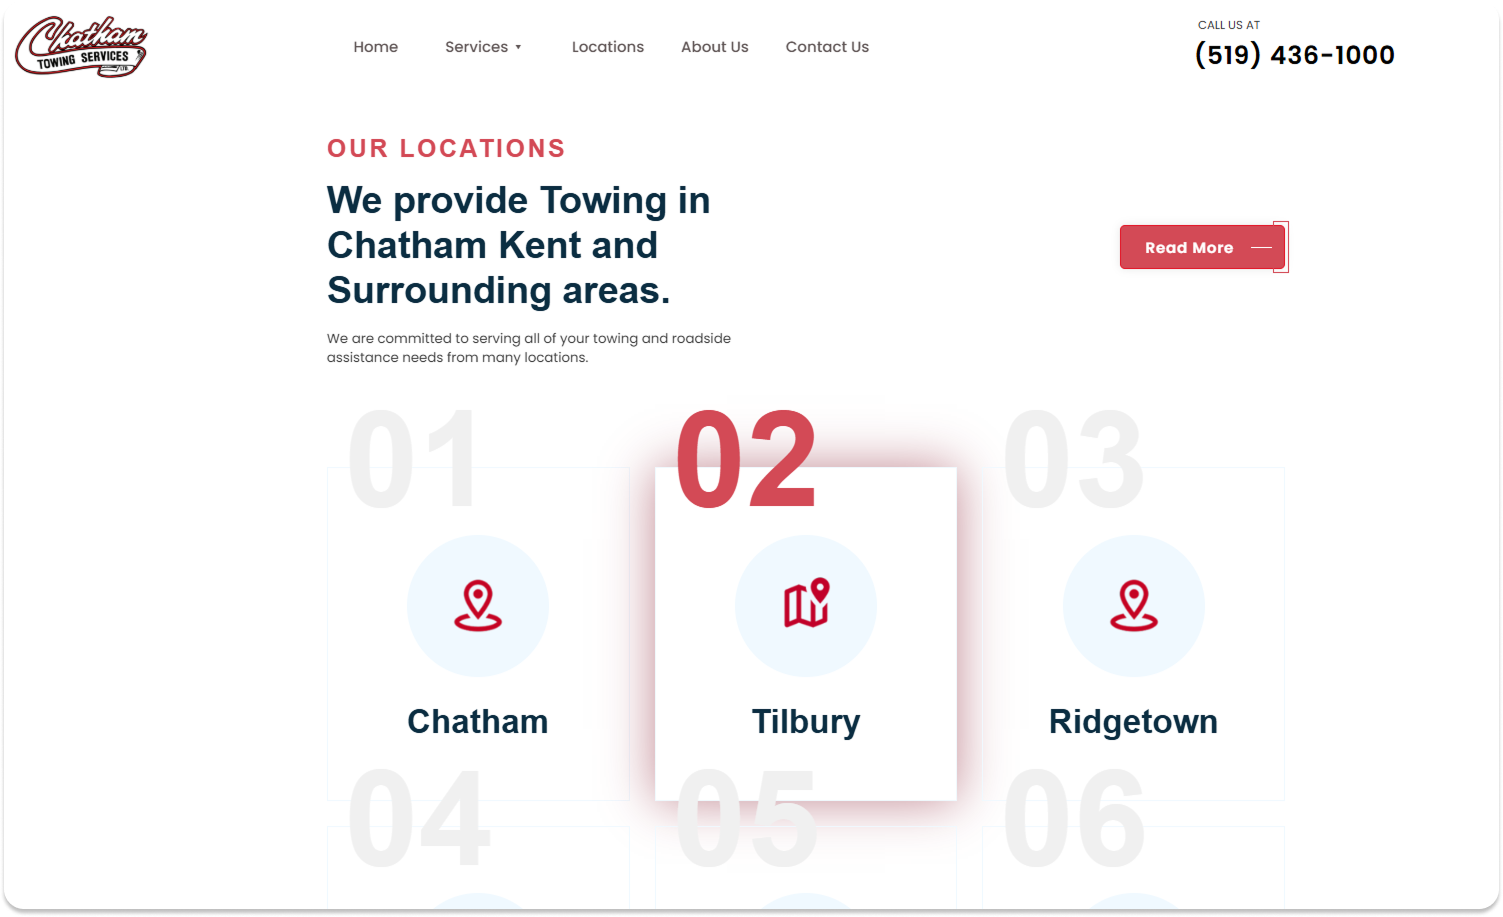 Chatham
TOWING SERVICES
LTD.
Home
Services
Locations
About Us
Contact Us
CALL US AT
(519) 436-1000
OUR LOCATIONS
We provide Towing in
Chatham Kent and
Surrounding areas.
Read More
We are committed to serving all of your towing and roadside
assistance needs from many locations.
01
02
03
Chatham
Tilbury
Ridgetown
04
05
06